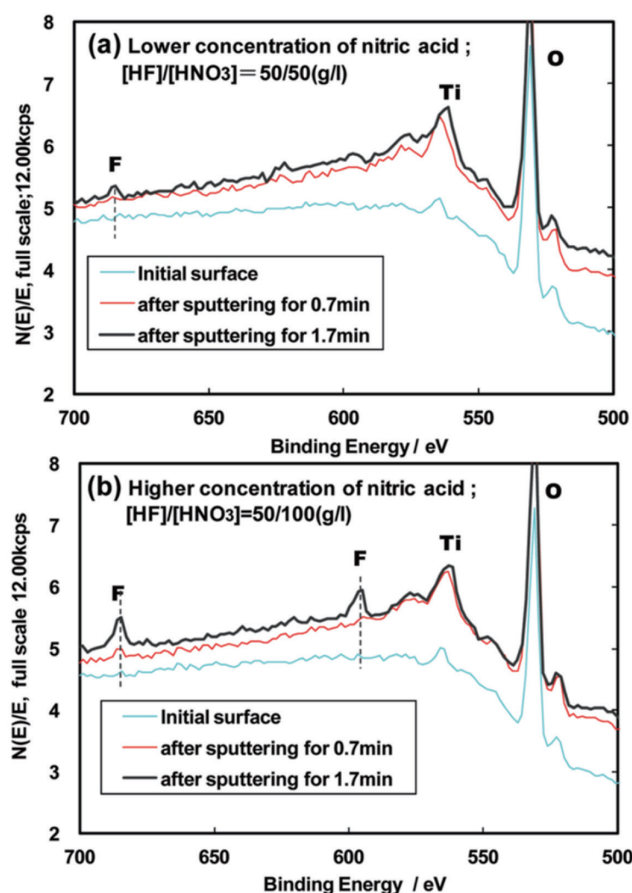 (a) Lower concentration of nitric acid ;
[HF]/[HNO3]＝50/50(g/l)
O
Ti
F
8
7
6
5
4
3
2
N(E)/E, full scale;12.00kcps
Initial surface
after sputtering for 0.7min
after sputtering for 1.7min
700 650 600 550 500
Binding Energy / eV
(b) Higher concentration of nitric acid ;
[HF]/[HNO3]=50/100(g/l)
O
Ti
F
F
8
7
6
5
4
3
2
N(E)/E, full scale 12.00kcps
Initial surface
after sputtering for 0.7min
after sputtering for 1.7min
700 650 600 550 500
Binding Energy / eV